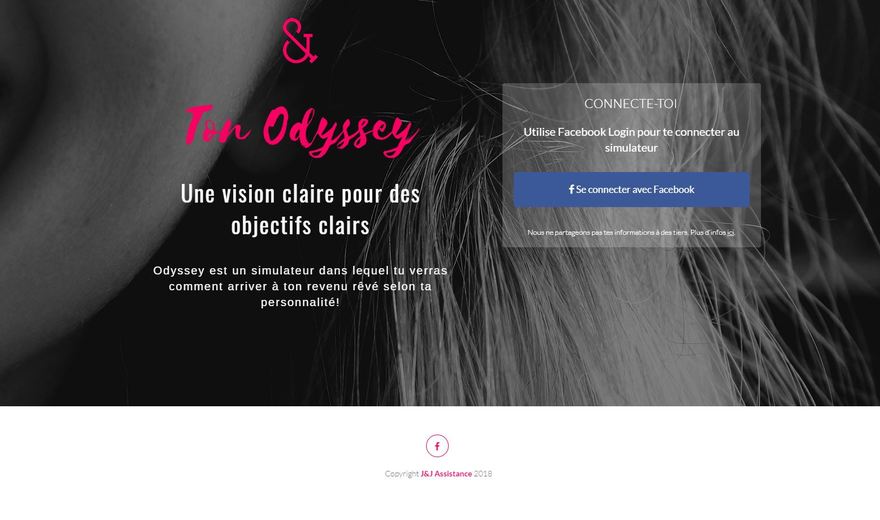 &
Ton Odyssey
Une vision claire pour des
objectifs clairs
Odyssey est un simulateur dans lequel tu verras
comment arriver à ton revenu rêvé selon ta
personnalité!
CONNECTE-TOI
Utilise Facebook Login pour te connecter au
simulateur
f Se connecter avec Facebook
Nous ne partageons pas tes informations à des tiers. Plus d'infos ici.
f
Copyright J&J Assistance 2018